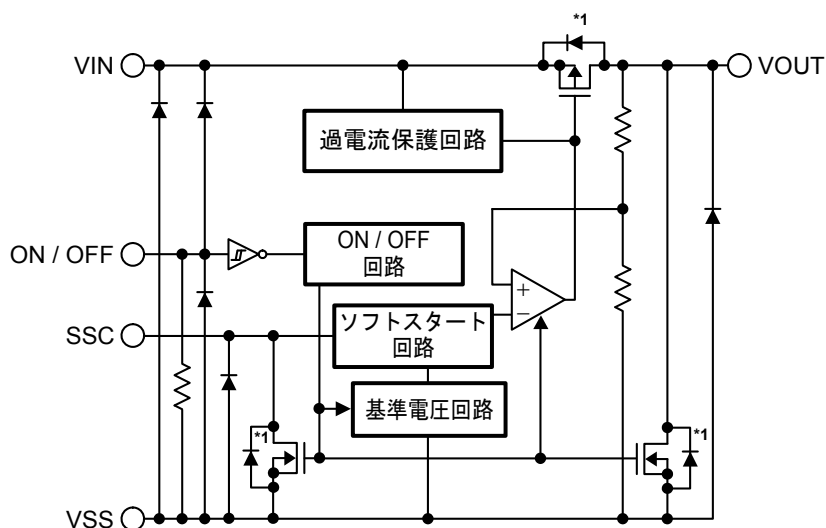 *1
VIN
VOUT
過電流保護回路
ON / OFF
ON / OFF
回路
+
−
SSC
ソフトスタート
回路
基準電圧回路
*1
*1
VSS